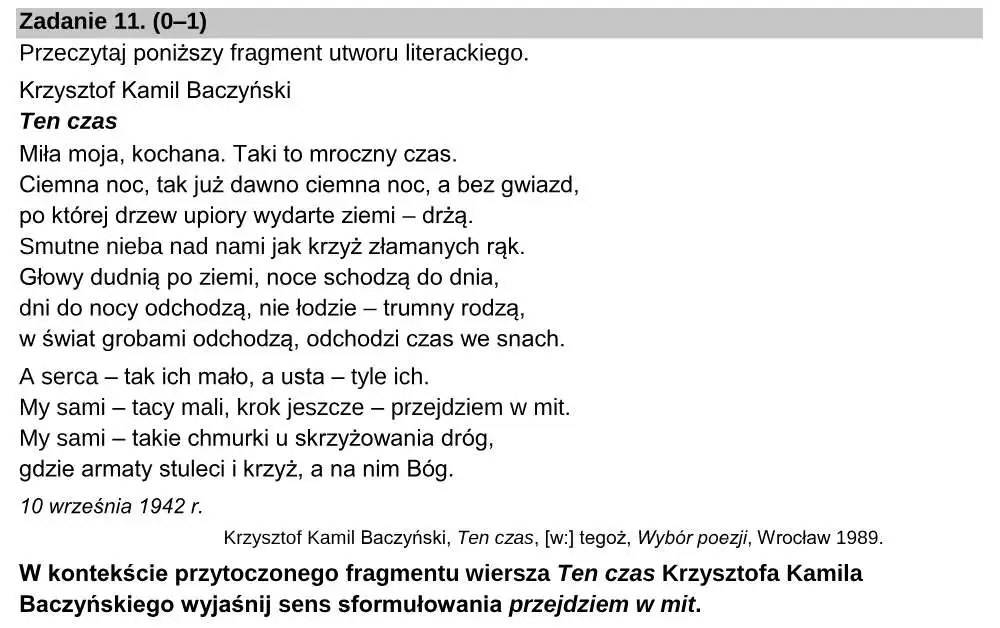 Zadanie 11. (0–1)
Przeczytaj poniższy fragment utworu literackiego.
Krzysztof Kamil Baczyński
Ten czas
Miła moja, kochana. Taki to mroczny czas.
Ciemna noc, tak już dawno ciemna noc, a bez gwiazd,
po której drzew upiory wydarte ziemi – drżą.
Smutne nieba nad nami jak krzyż złamanych rąk.
Głowy dudnią po ziemi, noce schodzą do dnia,
dni do nocy odchodzą, nie łodzie – trumny rodzą,
w świat grobami odchodzą, odchodzi czas we snach.
A serca – tak ich mało, a usta – tyle ich.
My sami – tacy mali, krok jeszcze – przejdziem w mit.
My sami – takie chmurki u skrzyżowania dróg,
gdzie armaty stuleci i krzyż, a na nim Bóg.
10 września 1942 r.
Krzysztof Kamil Baczyński, Ten czas, [w:] tegoż, Wybór poezji, Wrocław 1989.
W kontekście przytoczonego fragmentu wiersza Ten czas Krzysztofa Kamila
Baczyńskiego wyjaśnij sens sformułowania przejdziem w mit.